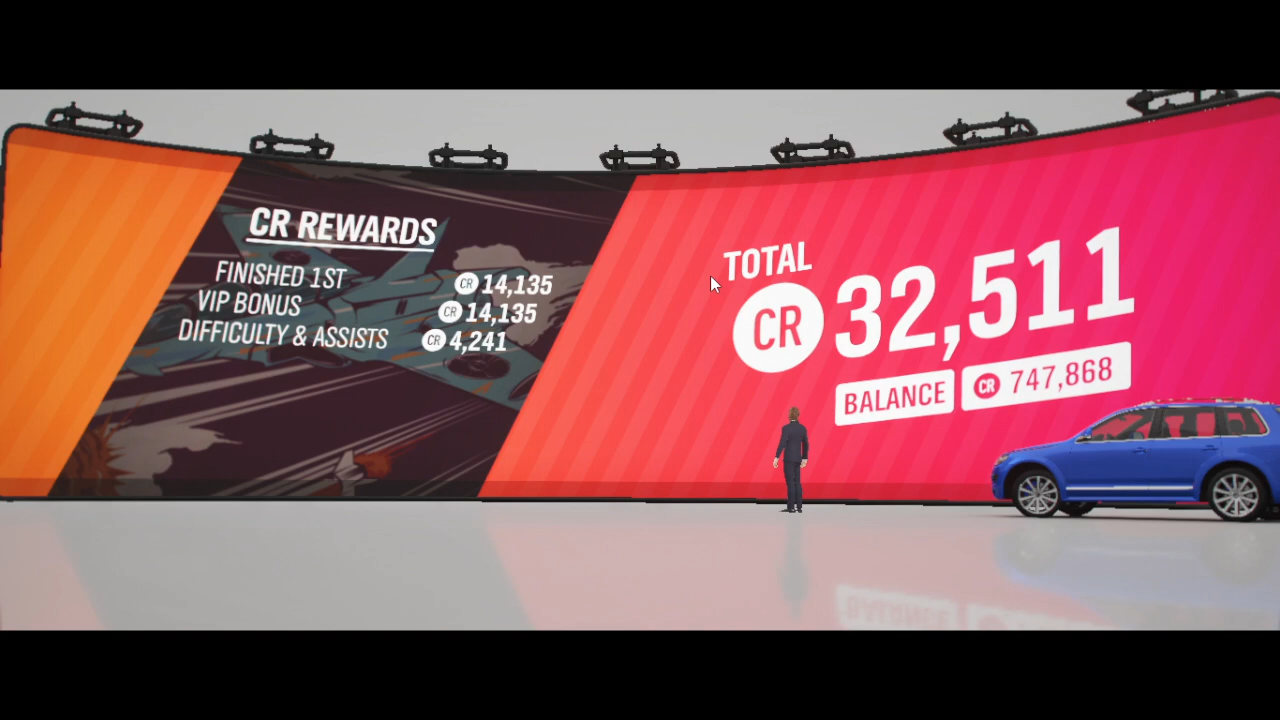 CR REWARDS
FINISHED 1ST CR 14,135
VIP BONUS CR 14,135
DIFFICULTY & ASSISTS CR 4,241
TOTAL
CR 32,511
BALANCE CR 747,868